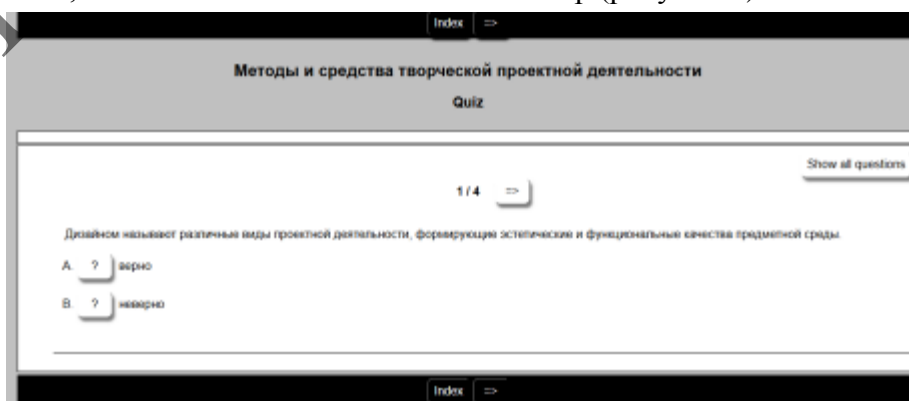 Index =>
Методы и средства творческой проектной деятельности
Quiz
Show all questions
1 / 4 =>
Дизайном называют различные виды проектной деятельности, формирующие эстетические и функциональные качества предметной среды.
A. ? верно
B. ? неверно
Index =>